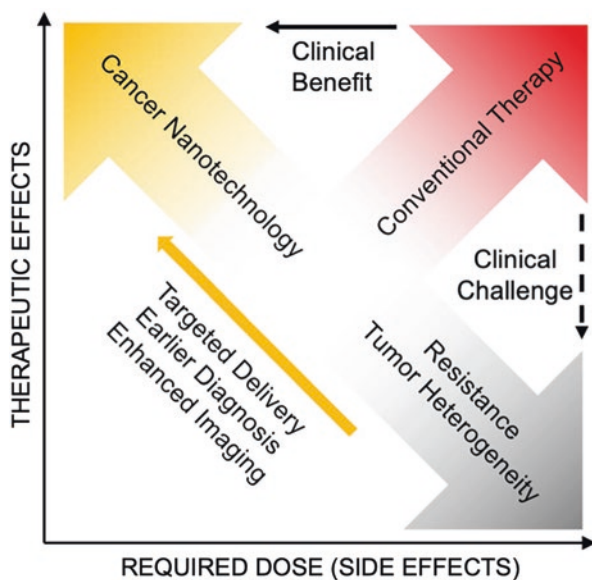 Clinical
Benefit
Cancer Nanotechnology
Conventional Therapy
Clinical
Challenge
Targeted Delivery
Earlier Diagnosis
Enhanced Imaging
Resistance
Tumor Heterogeneity
THERAPEUTIC EFFECTS
REQUIRED DOSE (SIDE EFFECTS)